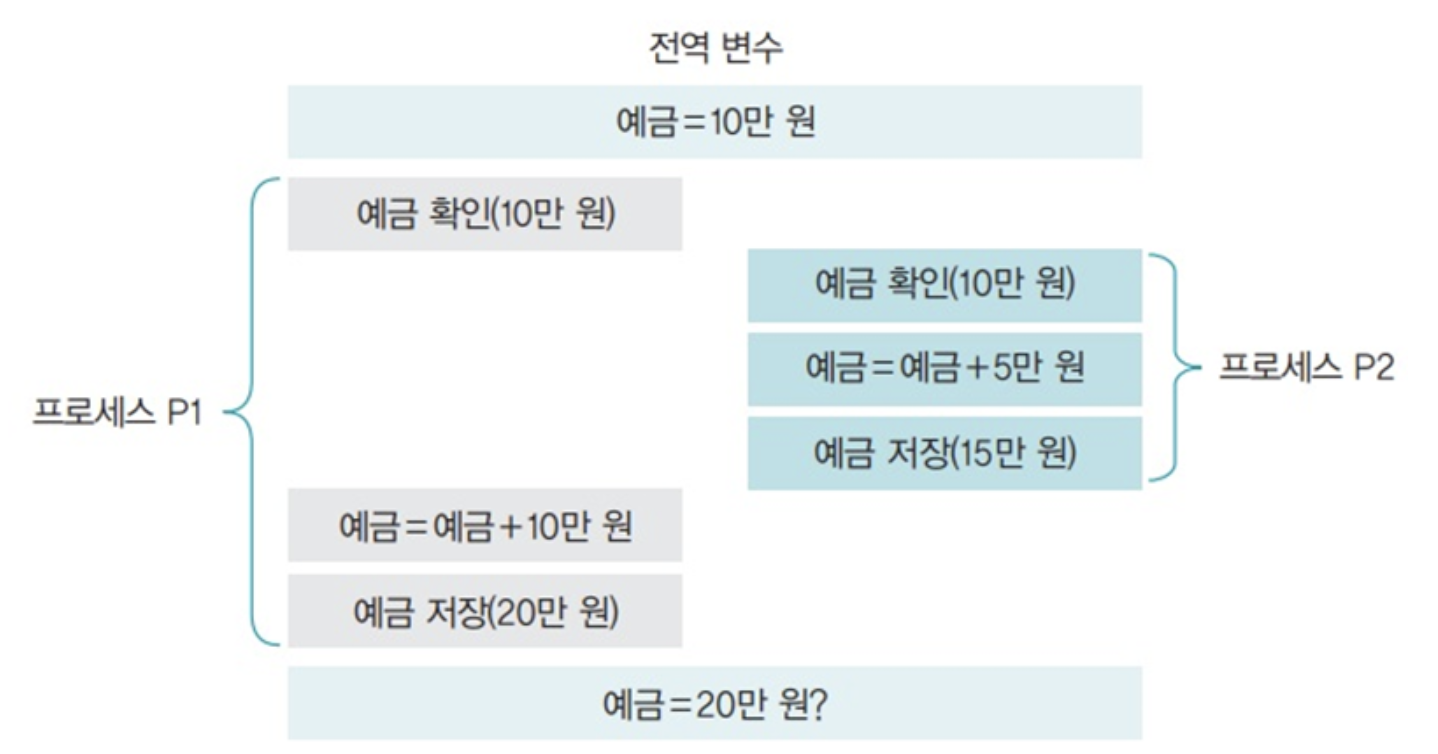 전역 변수
예금=10만 원
예금 확인(10만 원)
예금 확인(10만 원)
예금=예금+5만 원
프로세스 P2
프로세스 P1
예금 저장(15만 원)
예금=예금+10만 원
예금 저장(20만 원)
예금=20만 원?